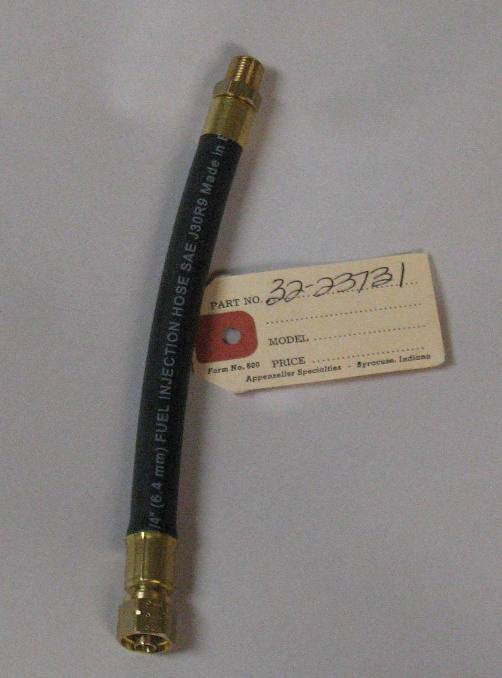 /4" (6.4 mm) FUEL INJECTION HOSE SAE J30R9 Made in
PART NO. 32-23731
MODEL
PRICE
Form No. 600
Appenzeller Specialties - Syracuse, Indiana